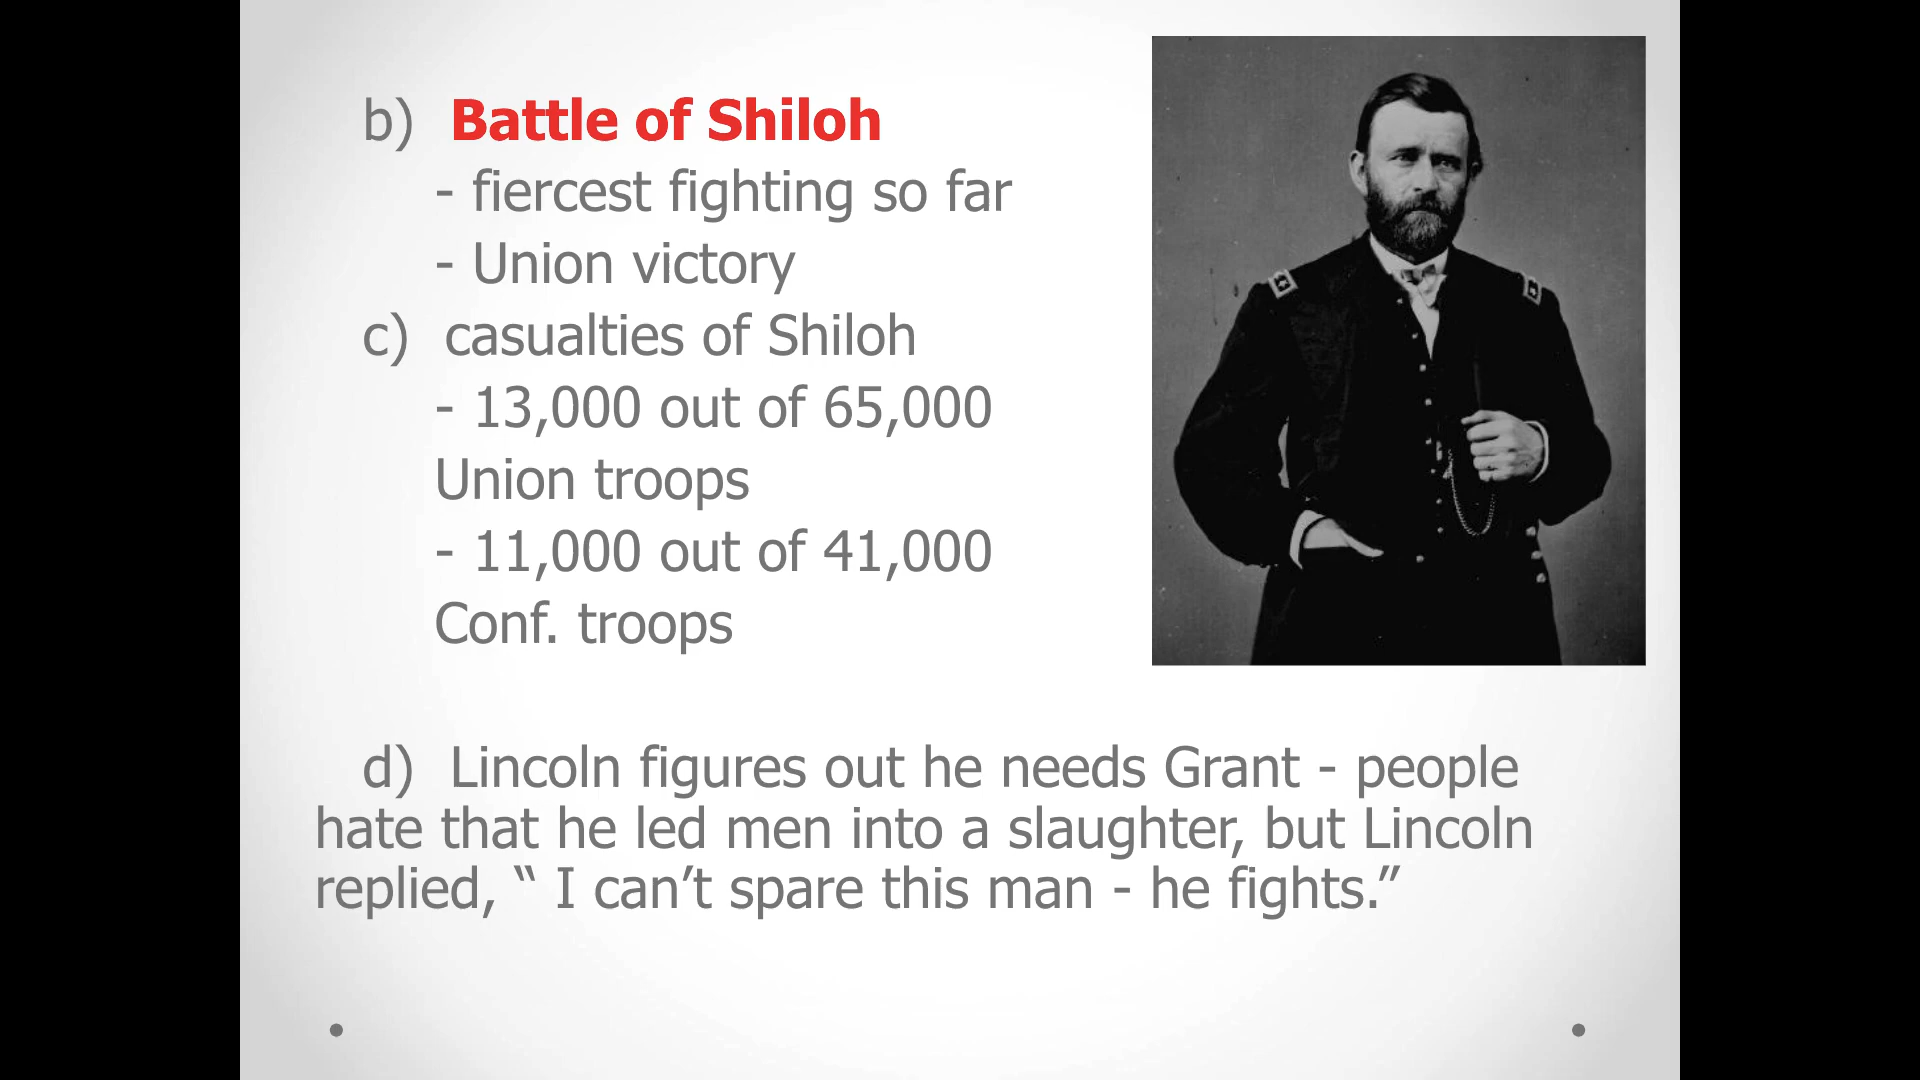 b) Battle of Shiloh
- fiercest fighting so far
- Union victory
c) casualties of Shiloh
- 13,000 out of 65,000
Union troops
- 11,000 out of 41,000
Conf. troops
d) Lincoln figures out he needs Grant - people
hate that he led men into a slaughter, but Lincoln
replied, “ I can’t spare this man - he fights.”